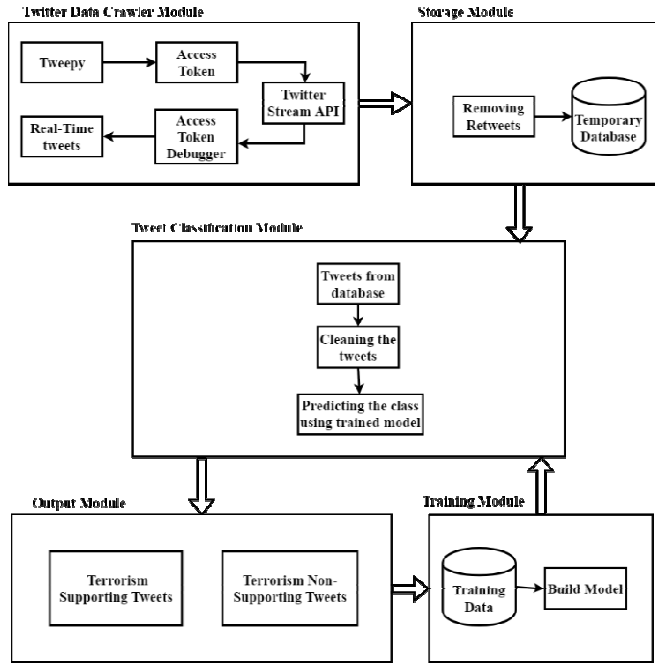 Twitter Data Crawler Module
Tweepy
Access
Token
Twitter
Stream API
Access
Token
Debugger
Real-Time
tweets
Storage Module
Removing
Retweets
Temporary
Database
Tweet Classification Module
Tweets from
database
Cleaning the
tweets
Predicting the class
using trained model
Output Module
Terrorism
Supporting Tweets
Terrorism Non-
Supporting Tweets
Training Module
Training
Data
Build Model